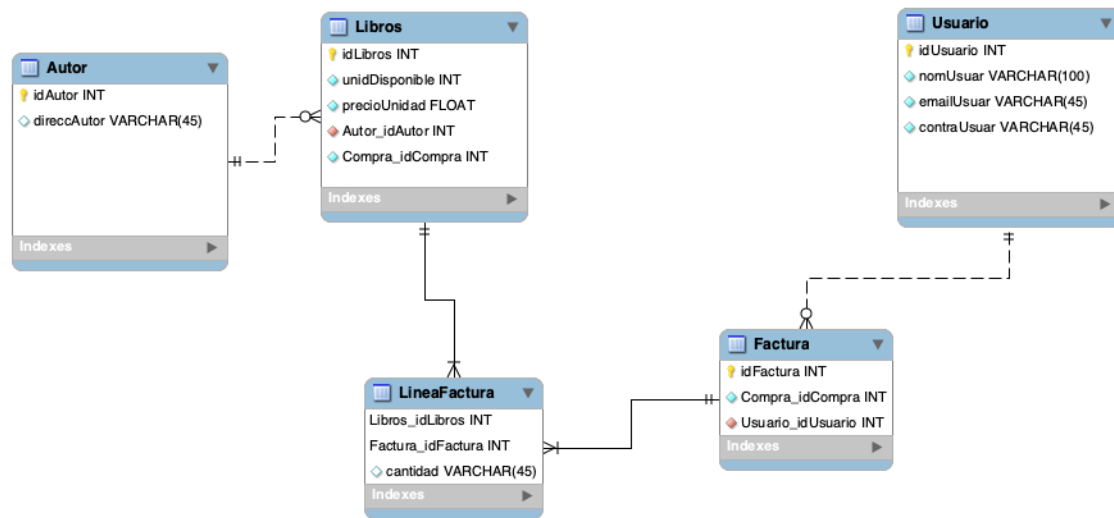 Autor
idAutor INT
direccAutor VARCHAR(45)
Indexes
Libros
idLibros INT
unidDisponible INT
precioUnidad FLOAT
Autor_idAutor INT
Compra_idCompra INT
Indexes
Usuario
idUsuario INT
nomUsuar VARCHAR(100)
emailUsuar VARCHAR(45)
contraUsuar VARCHAR(45)
Indexes
LineaFactura
Libros_idLibros INT
Factura_idFactura INT
cantidad VARCHAR(45)
Indexes
Factura
idFactura INT
Compra_idCompra INT
Usuario_idUsuario INT
Indexes